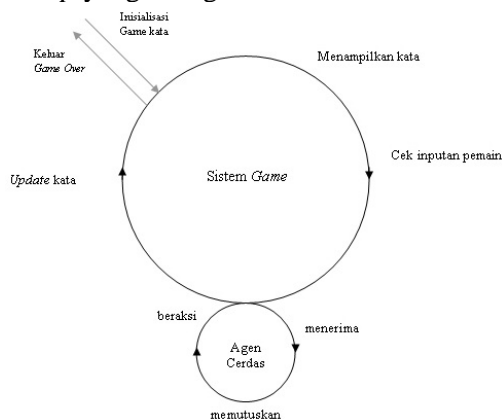 Inisialisasi
Game kata
Keluar
Game Over
Menampilkan kata
Cek inputan pemain
Sistem Game
Update kata
beraksi
menerima
Agen
Cerdas
memutuskan